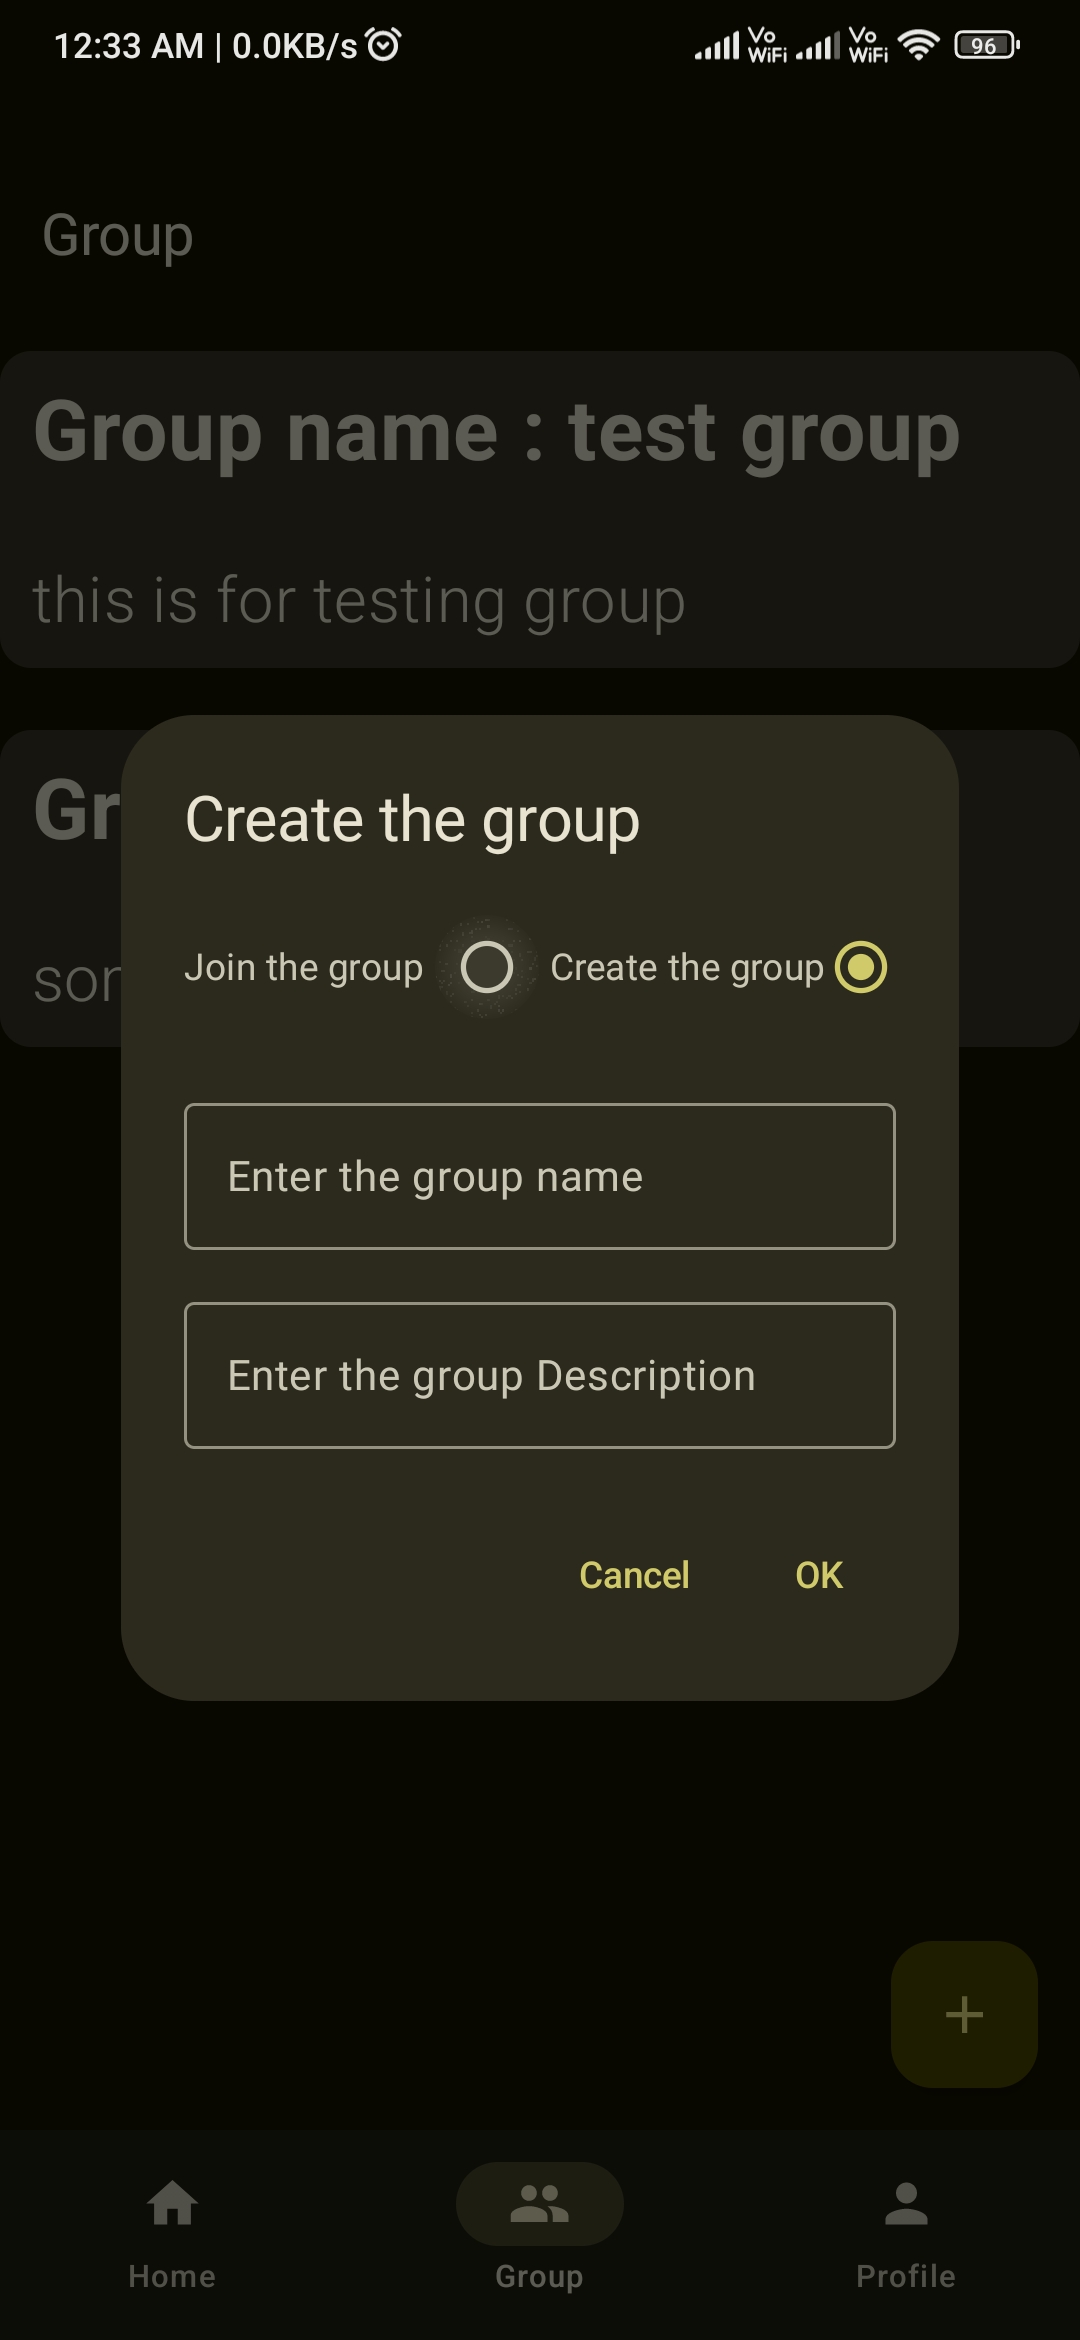 12:33 AM | 0.0KB/s Vo WiFi Vo WiFi 96
Group
Group name : test group
this is for testing group
Create the group
Join the group Create the group
Enter the group name
Enter the group Description
Cancel OK
Home Group Profile